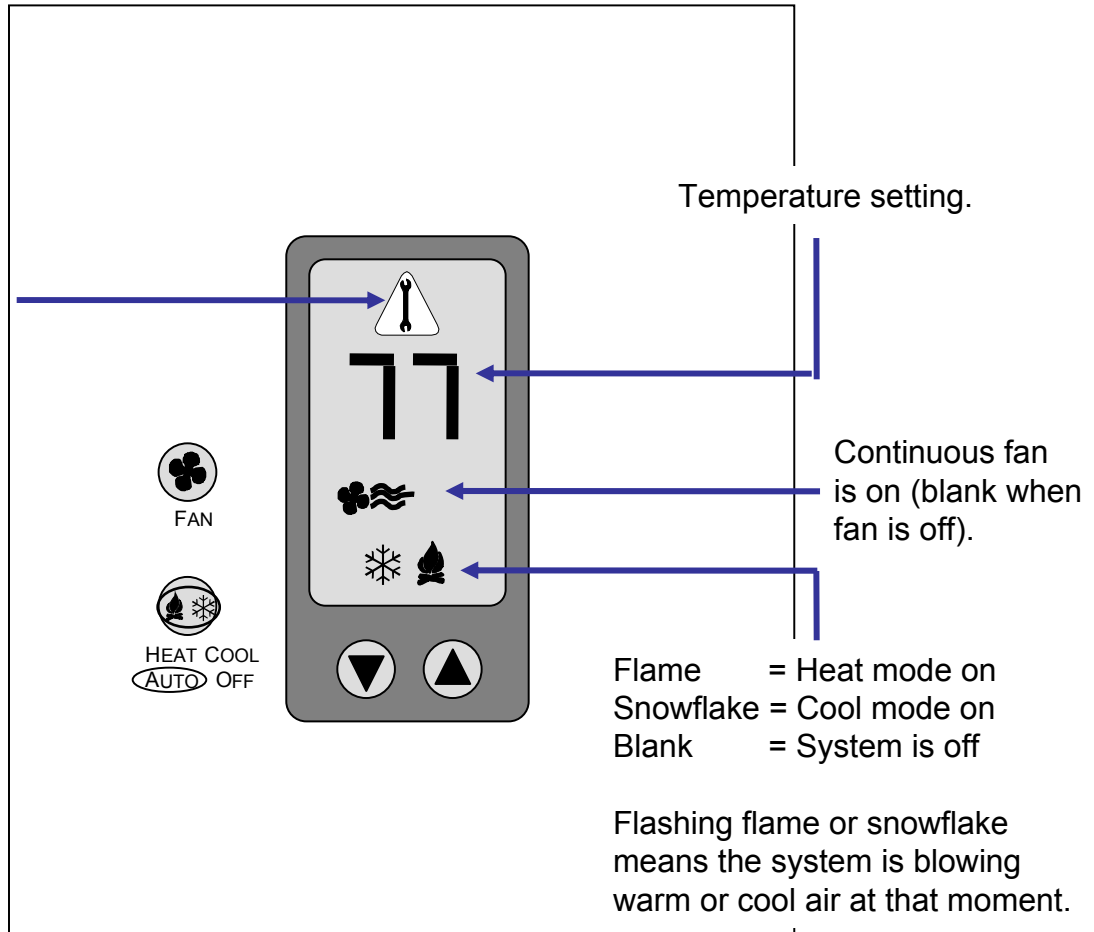 Temperature setting.
77
Continuous fan
is on (blank when
fan is off).
FAN
HEAT COOL
AUTO OFF
Flame = Heat mode on
Snowflake = Cool mode on
Blank = System is off
Flashing flame or snowflake
means the system is blowing
warm or cool air at that moment.